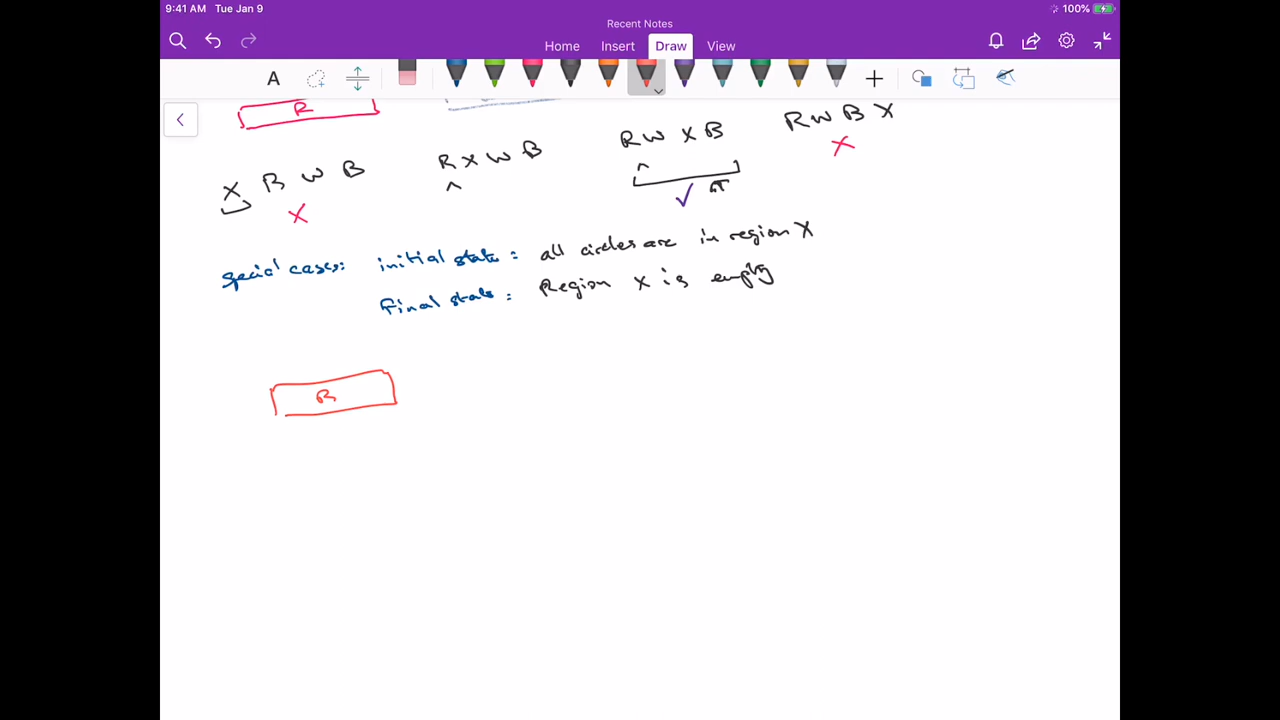 9:41 AM Tue Jan 9
100%
Recent Notes
Home Insert Draw View
A
R
X R W B
R X W B
R W X B
R W B X
X
✓
X
special cases: initial state: all circles are in region X
final state: Region X is empty
R